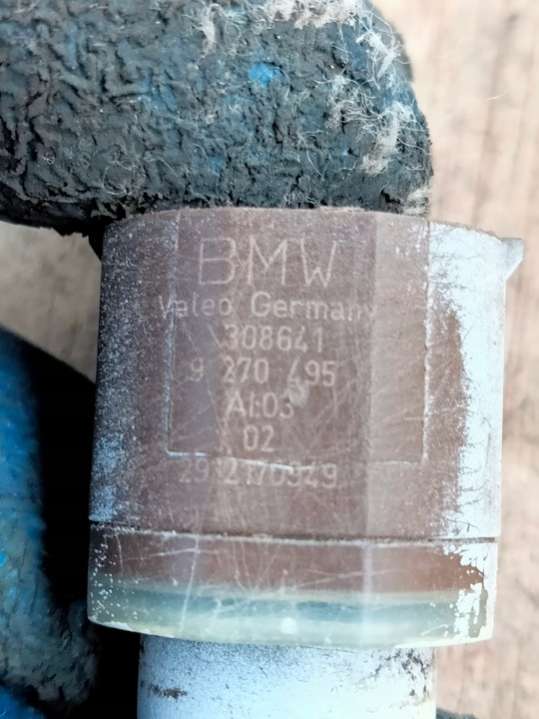 BMW
Valeo Germany
308641
9 270 495
AI:03
02
2912170949